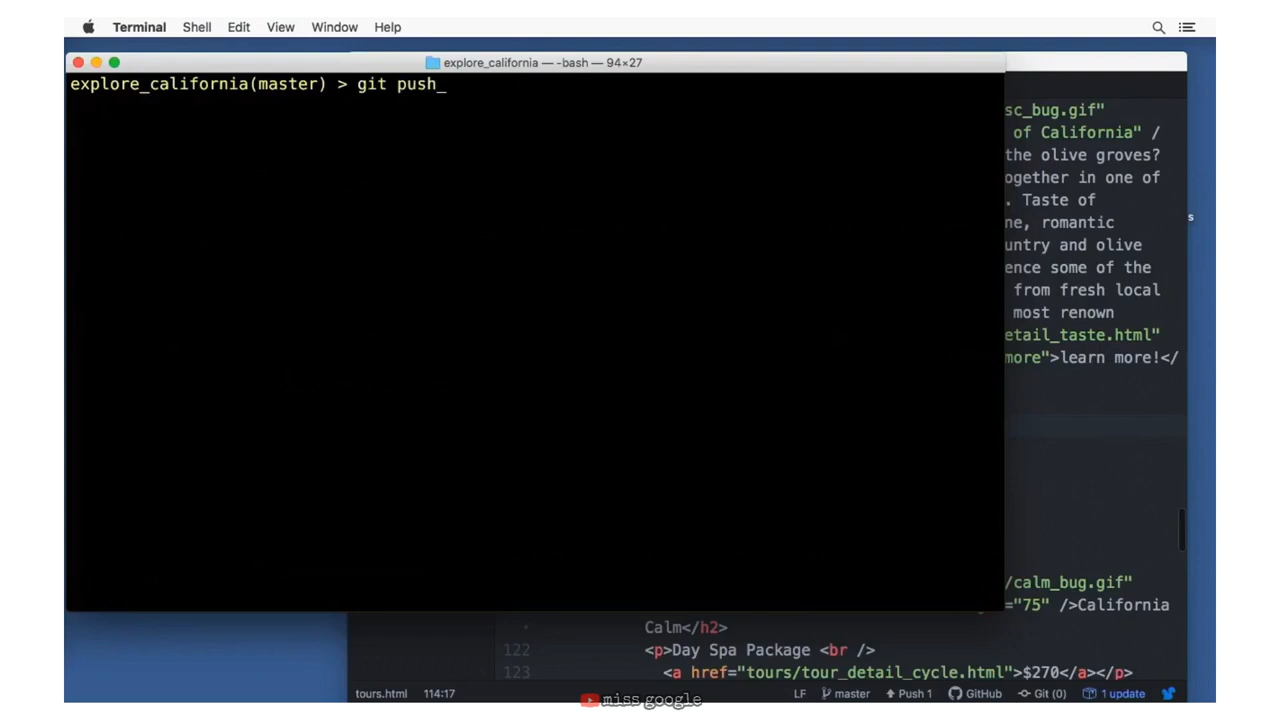 Terminal Shell Edit View Window Help
explore_california — -bash — 94×27
explore_california(master) > git push_
sc_bug.gif"
of California" /
the olive groves?
ogether in one of
. Taste of
ne, romantic
s
untry and olive
ence some of the
from fresh local
most renown
etail_taste.html"
more">learn more!</
/calm_bug.gif"
="75" />California
Calm</h2>
122 <p>Day Spa Package <br />
123 <a href="tours/tour_detail_cycle.html">$270</a></p>
tours.html 114:17 LF master Push 1 GitHub Git (0) 1 update
miss google